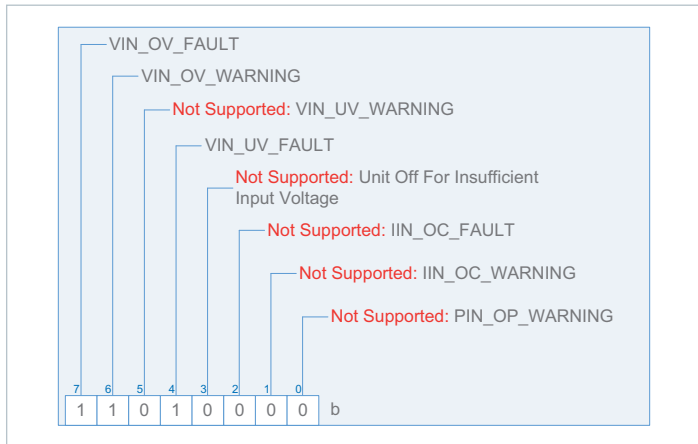 VIN_OV_FAULT
VIN_OV_WARNING
Not Supported: VIN_UV_WARNING
VIN_UV_FAULT
Not Supported: Unit Off For Insufficient
Input Voltage
Not Supported: IIN_OC_FAULT
Not Supported: IIN_OC_WARNING
Not Supported: PIN_OP_WARNING
7 6 5 4 3 2 1 0
1 1 0 1 0 0 0 0 b